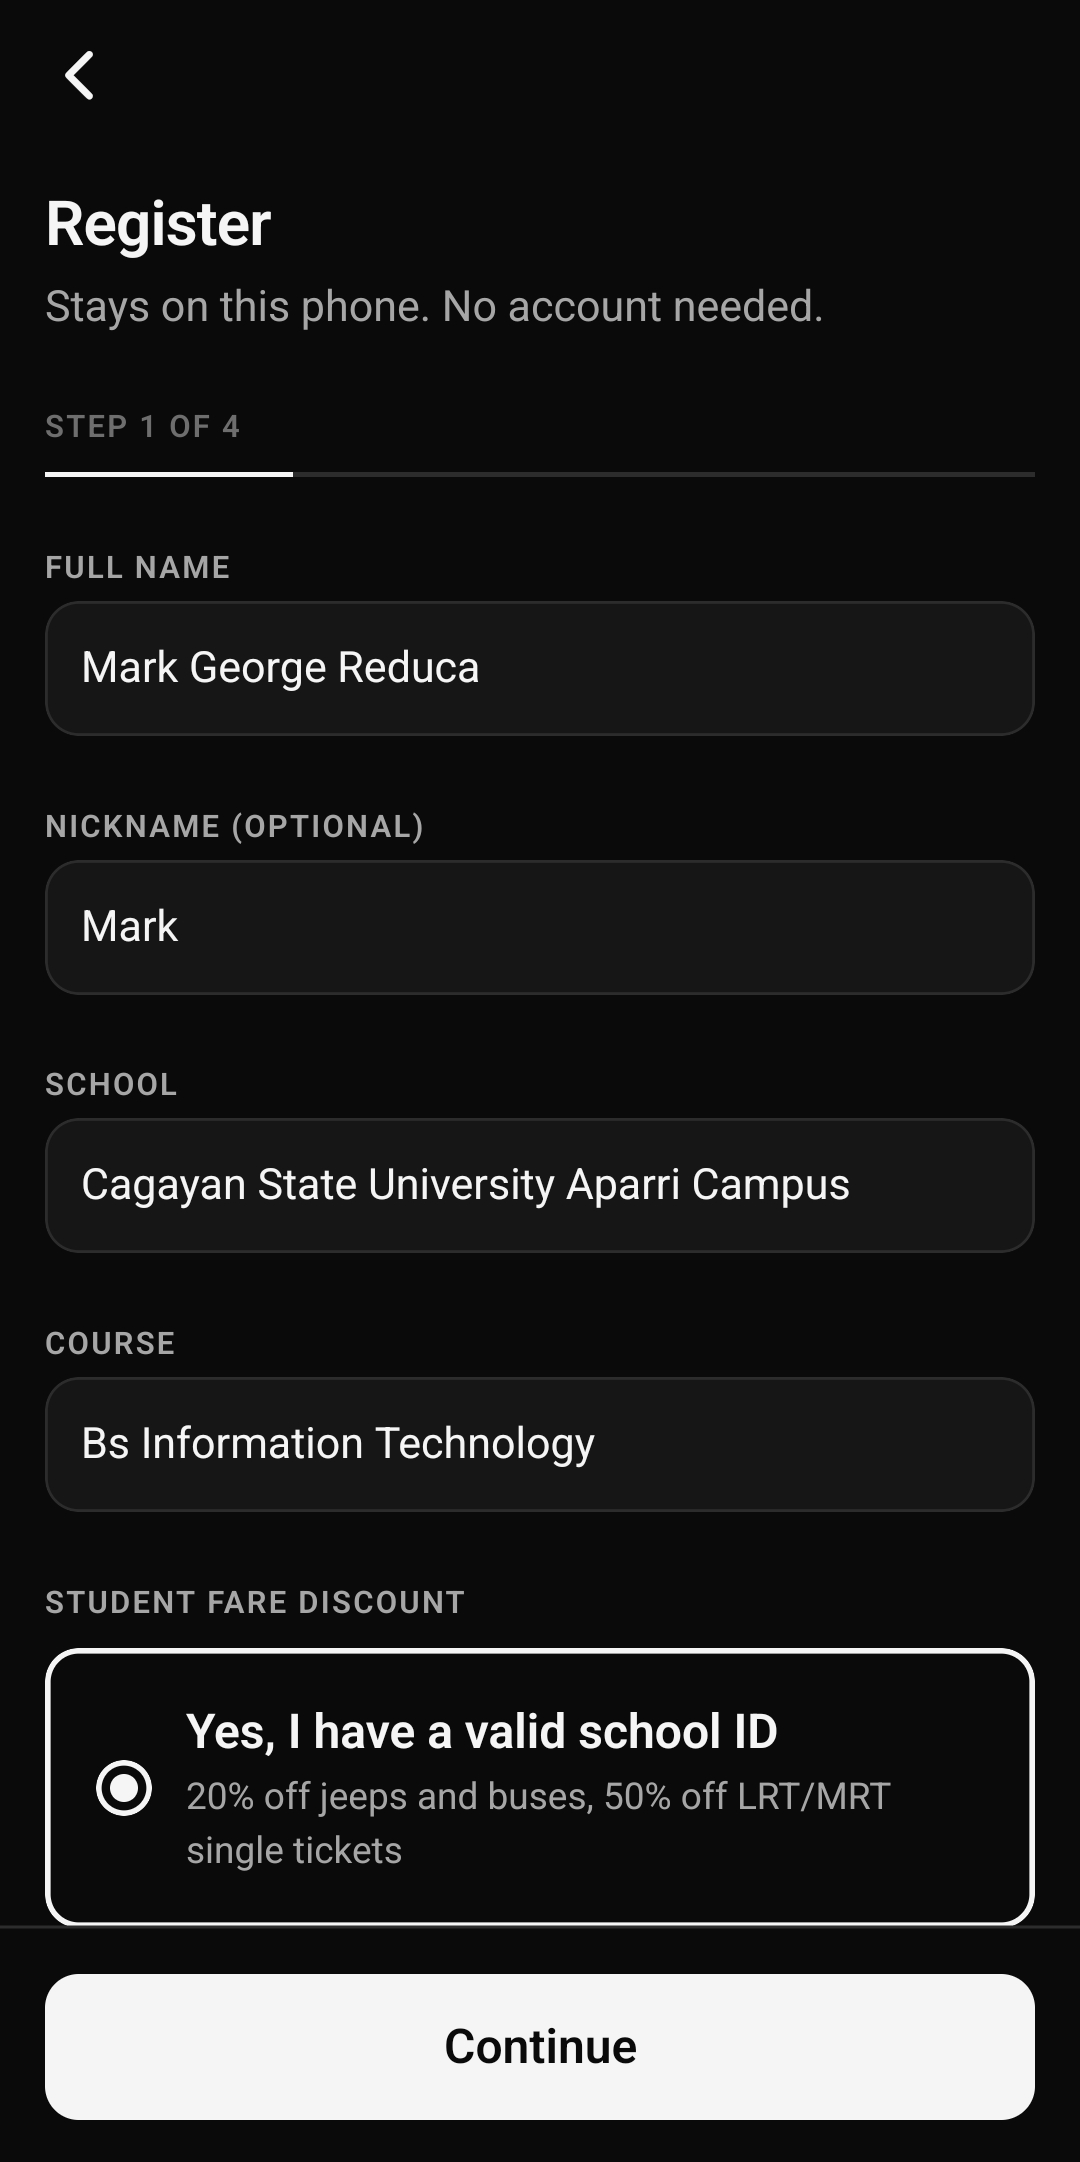 Register
Stays on this phone. No account needed.
STEP 1 OF 4
FULL NAME
Mark George Reduca
NICKNAME (OPTIONAL)
Mark
SCHOOL
Cagayan State University Aparri Campus
COURSE
Bs Information Technology
STUDENT FARE DISCOUNT
Yes, I have a valid school ID
20% off jeeps and buses, 50% off LRT/MRT
single tickets
Continue